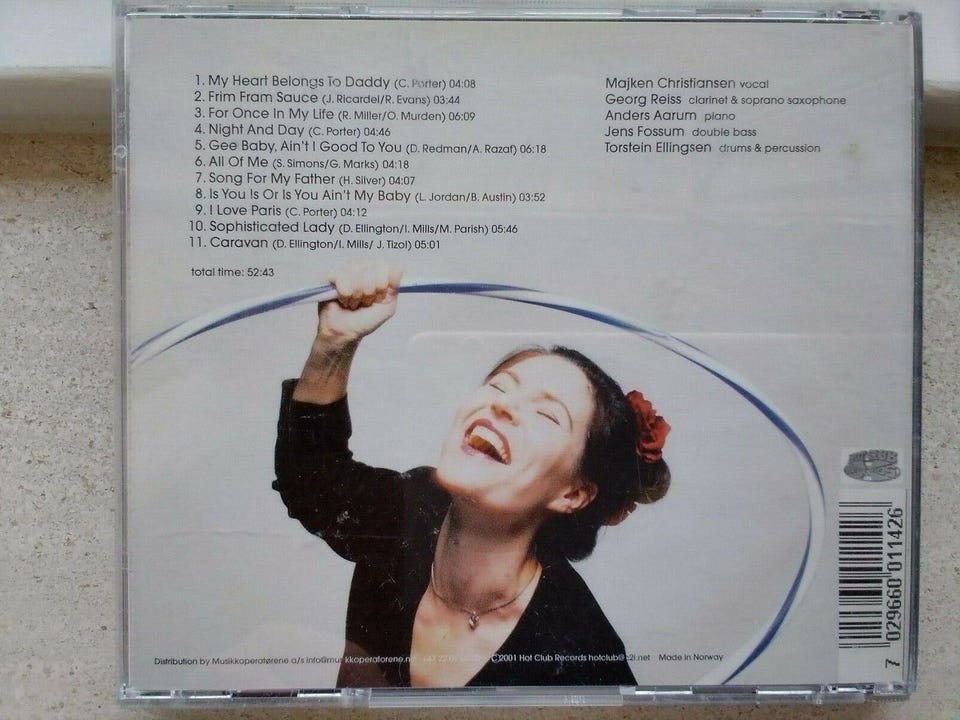 1. My Heart Belongs To Daddy (C. Porter) 04:08
2. Frim Fram Sauce (J. Ricardel/R. Evans) 03:44
3. For Once In My Life (R. Miller/O. Murden) 06:09
4. Night And Day (C. Porter) 04:46
5. Gee Baby, Ain't I Good To You (D. Redman/A. Razaf) 06:18
6. All Of Me (S. Simons/G. Marks) 04:18
7. Song For My Father (H. Silver) 04:07
8. Is You Is Or Is You Ain't My Baby (L. Jordan/B. Austin) 03:52
9. I Love Paris (C. Porter) 04:12
10. Sophisticated Lady (D. Ellington/I. Mills/M. Parish) 05:46
11. Caravan (D. Ellington/I. Mills/ J. Tizol) 05:01
total time: 52:43
Majken Christiansen vocal
Georg Reiss clarinet & soprano saxophone
Anders Aarum piano
Jens Fossum double bass
Torstein Ellingsen drums & percussion
Distribution by Musikkoperatørene a/s ©2001 Hot Club Records Made in Norway
7 029660 011426